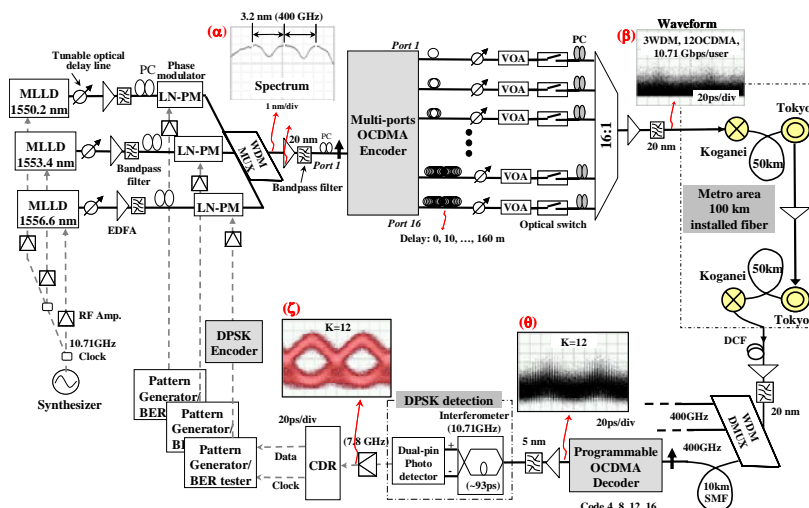 (α)
3.2 nm (400 GHz)
Spectrum
1 nm/div
Tunable optical
delay line
PC
Phase
modulator
MLLD
1550.2 nm
LN-PM
MLLD
1553.4 nm
LN-PM
Bandpass
filter
MLLD
1556.6 nm
LN-PM
EDFA
WDM
MUX
20 nm
Bandpass filter
PC
Port 1
Multi-ports
OCDMA
Encoder
Port 1
Port 16
VOA
VOA
VOA
VOA
VOA
PC
Optical switch
Delay: 0, 10, …, 160 m
16:1
(β)
Waveform
3WDM, 12OCDMA,
10.71 Gbps/user
20ps/div
20 nm
Koganei
Tokyo
50km
Metro area
100 km
installed fiber
50km
Koganei
Tokyo
DCF
20 nm
WDM
DMUX
400GHz
400GHz
10km
SMF
Programmable
OCDMA
Decoder
Code 4, 8, 12, 16
(θ)
K=12
20ps/div
5 nm
DPSK detection
Interferometer
(10.71GHz)
(~93ps)
+
-
Dual-pin
Photo
detector
(ζ)
K=12
20ps/div
(7.8 GHz)
CDR
Data
Clock
RF Amp.
10.71GHz
Clock
Synthesizer
DPSK
Encoder
Pattern
Generator/
BER
Pattern
Generator/
BE
Pattern
Generator/
BER tester